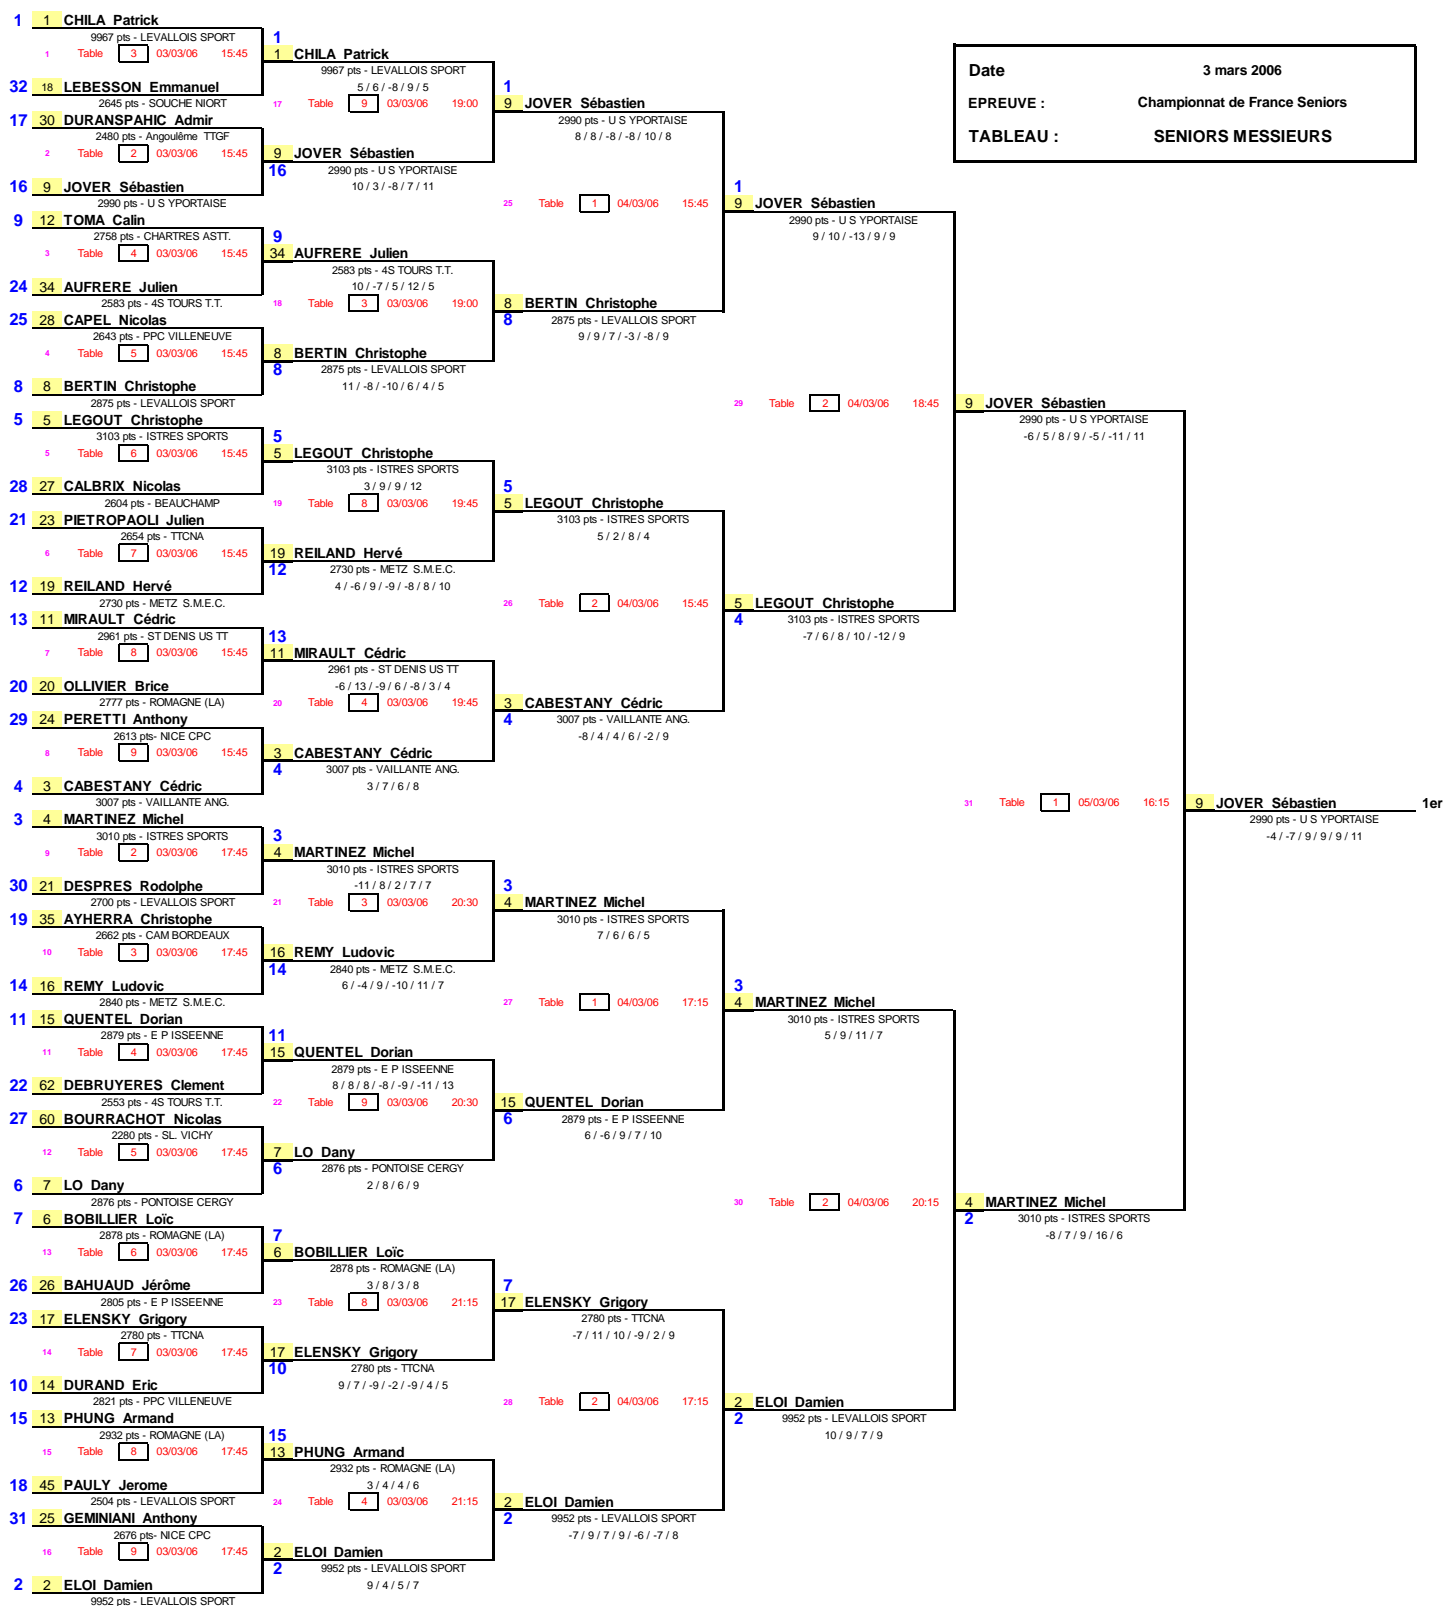 Date 3 mars 2006
EPREUVE : Championnat de France Seniors
TABLEAU : SENIORS MESSIEURS
1 1 CHILA Patrick
9967 pts - LEVALLOIS SPORT
1 Table 3 03/03/06 15:45
32 18 LEBESSON Emmanuel
2645 pts - SOUCHE NIORT
17 30 DURANSPAHIC Admir
2480 pts - Angoulême TTGF
2 Table 2 03/03/06 15:45
16 9 JOVER Sébastien
2990 pts - U S YPORTAISE
9 12 TOMA Calin
2758 pts - CHARTRES ASTT.
3 Table 4 03/03/06 15:45
24 34 AUFRERE Julien
2583 pts - 4S TOURS T.T.
25 28 CAPEL Nicolas
2643 pts - PPC VILLENEUVE
4 Table 5 03/03/06 15:45
8 8 BERTIN Christophe
2875 pts - LEVALLOIS SPORT
5 5 LEGOUT Christophe
3103 pts - ISTRES SPORTS
5 Table 6 03/03/06 15:45
28 27 CALBRIX Nicolas
2604 pts - BEAUCHAMP
21 23 PIETROPAOLI Julien
2654 pts - TTCNA
6 Table 7 03/03/06 15:45
12 19 REILAND Hervé
2730 pts - METZ S.M.E.C.
13 11 MIRAULT Cédric
2961 pts - ST DENIS US TT
7 Table 8 03/03/06 15:45
20 20 OLLIVIER Brice
2777 pts - ROMAGNE (LA)
29 24 PERETTI Anthony
2613 pts- NICE CPC
8 Table 9 03/03/06 15:45
4 3 CABESTANY Cédric
3007 pts - VAILLANTE ANG.
3 4 MARTINEZ Michel
3010 pts - ISTRES SPORTS
9 Table 2 03/03/06 17:45
30 21 DESPRES Rodolphe
2700 pts - LEVALLOIS SPORT
19 35 AYHERRA Christophe
2662 pts - CAM BORDEAUX
10 Table 3 03/03/06 17:45
14 16 REMY Ludovic
2840 pts - METZ S.M.E.C.
11 15 QUENTEL Dorian
2879 pts - E P ISSEENNE
11 Table 4 03/03/06 17:45
22 62 DEBRUYERES Clement
2553 pts - 4S TOURS T.T.
27 60 BOURRACHOT Nicolas
2280 pts - SL. VICHY
12 Table 5 03/03/06 17:45
6 7 LO Dany
2876 pts - PONTOISE CERGY
7 6 BOBILLIER Loïc
2878 pts - ROMAGNE (LA)
13 Table 6 03/03/06 17:45
26 26 BAHUAUD Jérôme
2805 pts - E P ISSEENNE
23 17 ELENSKY Grigory
2780 pts - TTCNA
14 Table 7 03/03/06 17:45
10 14 DURAND Eric
2821 pts - PPC VILLENEUVE
15 13 PHUNG Armand
2932 pts - ROMAGNE (LA)
15 Table 8 03/03/06 17:45
18 45 PAULY Jerome
2504 pts - LEVALLOIS SPORT
31 25 GEMINIANI Anthony
2676 pts- NICE CPC
16 Table 9 03/03/06 17:45
2 2 ELOI Damien
9952 pts - LEVALLOIS SPORT
1
1 CHILA Patrick
9967 pts - LEVALLOIS SPORT
5 / 6 / -8 / 9 / 5
17 Table 9 03/03/06 19:00
9 JOVER Sébastien
16 2990 pts - U S YPORTAISE
10 / 3 / -8 / 7 / 11
9
34 AUFRERE Julien
2583 pts - 4S TOURS T.T.
10 / -7 / 5 / 12 / 5
18 Table 3 03/03/06 19:00
8 BERTIN Christophe
8 2875 pts - LEVALLOIS SPORT
11 / -8 / -10 / 6 / 4 / 5
5
5 LEGOUT Christophe
3103 pts - ISTRES SPORTS
3 / 9 / 9 / 12
19 Table 8 03/03/06 19:45
19 REILAND Hervé
12 2730 pts - METZ S.M.E.C.
4 / -6 / 9 / -9 / -8 / 8 / 10
13
11 MIRAULT Cédric
2961 pts - ST DENIS US TT
-6 / 13 / -9 / 6 / -8 / 3 / 4
20 Table 4 03/03/06 19:45
3 CABESTANY Cédric
4 3007 pts - VAILLANTE ANG.
3 / 7 / 6 / 8
3
4 MARTINEZ Michel
3010 pts - ISTRES SPORTS
-11 / 8 / 2 / 7 / 7
21 Table 3 03/03/06 20:30
16 REMY Ludovic
14 2840 pts - METZ S.M.E.C.
6 / -4 / 9 / -10 / 11 / 7
11
15 QUENTEL Dorian
2879 pts - E P ISSEENNE
8 / 8 / 8 / -8 / -9 / -11 / 13
22 Table 9 03/03/06 20:30
7 LO Dany
6 2876 pts - PONTOISE CERGY
2 / 8 / 6 / 9
7
6 BOBILLIER Loïc
2878 pts - ROMAGNE (LA)
3 / 8 / 3 / 8
23 Table 8 03/03/06 21:15
17 ELENSKY Grigory
10 2780 pts - TTCNA
9 / 7 / -9 / -2 / -9 / 4 / 5
15
13 PHUNG Armand
2932 pts - ROMAGNE (LA)
3 / 4 / 4 / 6
24 Table 4 03/03/06 21:15
2 ELOI Damien
2 9952 pts - LEVALLOIS SPORT
9 / 4 / 5 / 7
1
9 JOVER Sébastien
2990 pts - U S YPORTAISE
8 / 8 / -8 / -8 / 10 / 8
25 Table 1 04/03/06 15:45
8 BERTIN Christophe
8 2875 pts - LEVALLOIS SPORT
9 / 9 / 7 / -3 / -8 / 9
5
5 LEGOUT Christophe
3103 pts - ISTRES SPORTS
5 / 2 / 8 / 4
26 Table 2 04/03/06 15:45
3 CABESTANY Cédric
4 3007 pts - VAILLANTE ANG.
-8 / 4 / 4 / 6 / -2 / 9
3
4 MARTINEZ Michel
3010 pts - ISTRES SPORTS
7 / 6 / 6 / 5
27 Table 1 04/03/06 17:15
15 QUENTEL Dorian
6 2879 pts - E P ISSEENNE
6 / -6 / 9 / 7 / 10
7
17 ELENSKY Grigory
2780 pts - TTCNA
-7 / 11 / 10 / -9 / 2 / 9
28 Table 2 04/03/06 17:15
2 ELOI Damien
2 9952 pts - LEVALLOIS SPORT
-7 / 9 / 7 / 9 / -6 / -7 / 8
1
9 JOVER Sébastien
2990 pts - U S YPORTAISE
9 / 10 / -13 / 9 / 9
29 Table 2 04/03/06 18:45
5 LEGOUT Christophe
4 3103 pts - ISTRES SPORTS
-7 / 6 / 8 / 10 / -12 / 9
3
4 MARTINEZ Michel
3010 pts - ISTRES SPORTS
5 / 9 / 11 / 7
30 Table 2 04/03/06 20:15
2 ELOI Damien
2 9952 pts - LEVALLOIS SPORT
10 / 9 / 7 / 9
9 JOVER Sébastien
2990 pts - U S YPORTAISE
-6 / 5 / 8 / 9 / -5 / -11 / 11
31 Table 1 05/03/06 16:15
4 MARTINEZ Michel
2 3010 pts - ISTRES SPORTS
-8 / 7 / 9 / 16 / 6
9 JOVER Sébastien 1er
2990 pts - U S YPORTAISE
-4 / -7 / 9 / 9 / 9 / 11